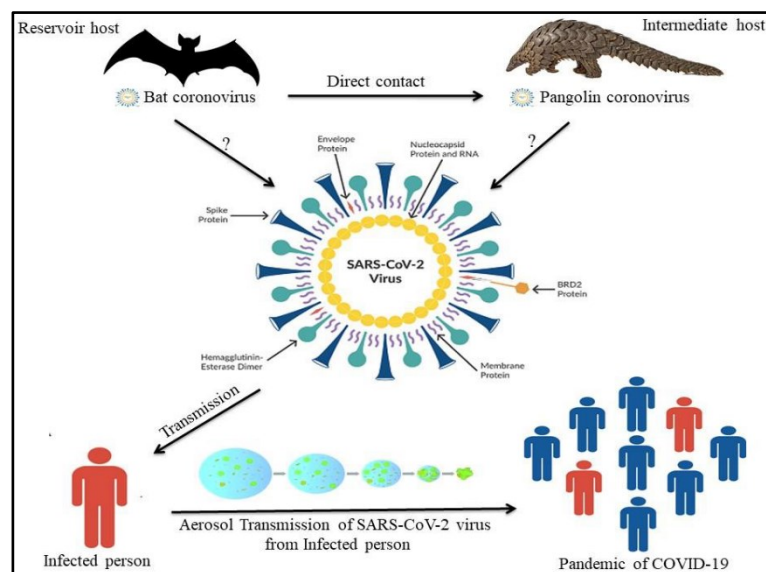 Reservoir host
Intermediate host
Direct contact
Bat coronovirus
Pangolin coronovirus
?
?
Envelope
Protein
Nucleocapsid
Protein and RNA
Spike
Protein
SARS-CoV-2
Virus
BRD2
Protein
Hemagglutinin-
Esterase Dimer
Membrane
Protein
Transmission
Aerosol Transmission of SARS-CoV-2 virus
from Infected person
Infected person
Pandemic of COVID-19